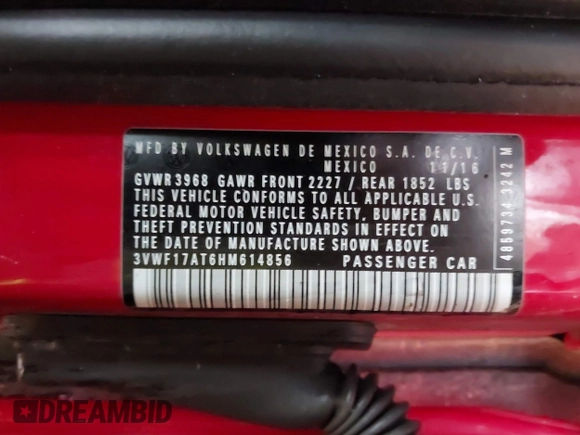 MFD BY VOLKSWAGEN DE MEXICO S.A. DE C.V.
MEXICO 11/16
GVWR 3968 GAWR FRONT 2227 / REAR 1852 LBS
THIS VEHICLE CONFORMS TO ALL APPLICABLE U.S.
FEDERAL MOTOR VEHICLE SAFETY, BUMPER AND
THEFT PREVENTION STANDARDS IN EFFECT ON
THE DATE OF MANUFACTURE SHOWN ABOVE.
3VWF17AT6HM614856 PASSENGER CAR
4859734 3242 M
DREAMBID